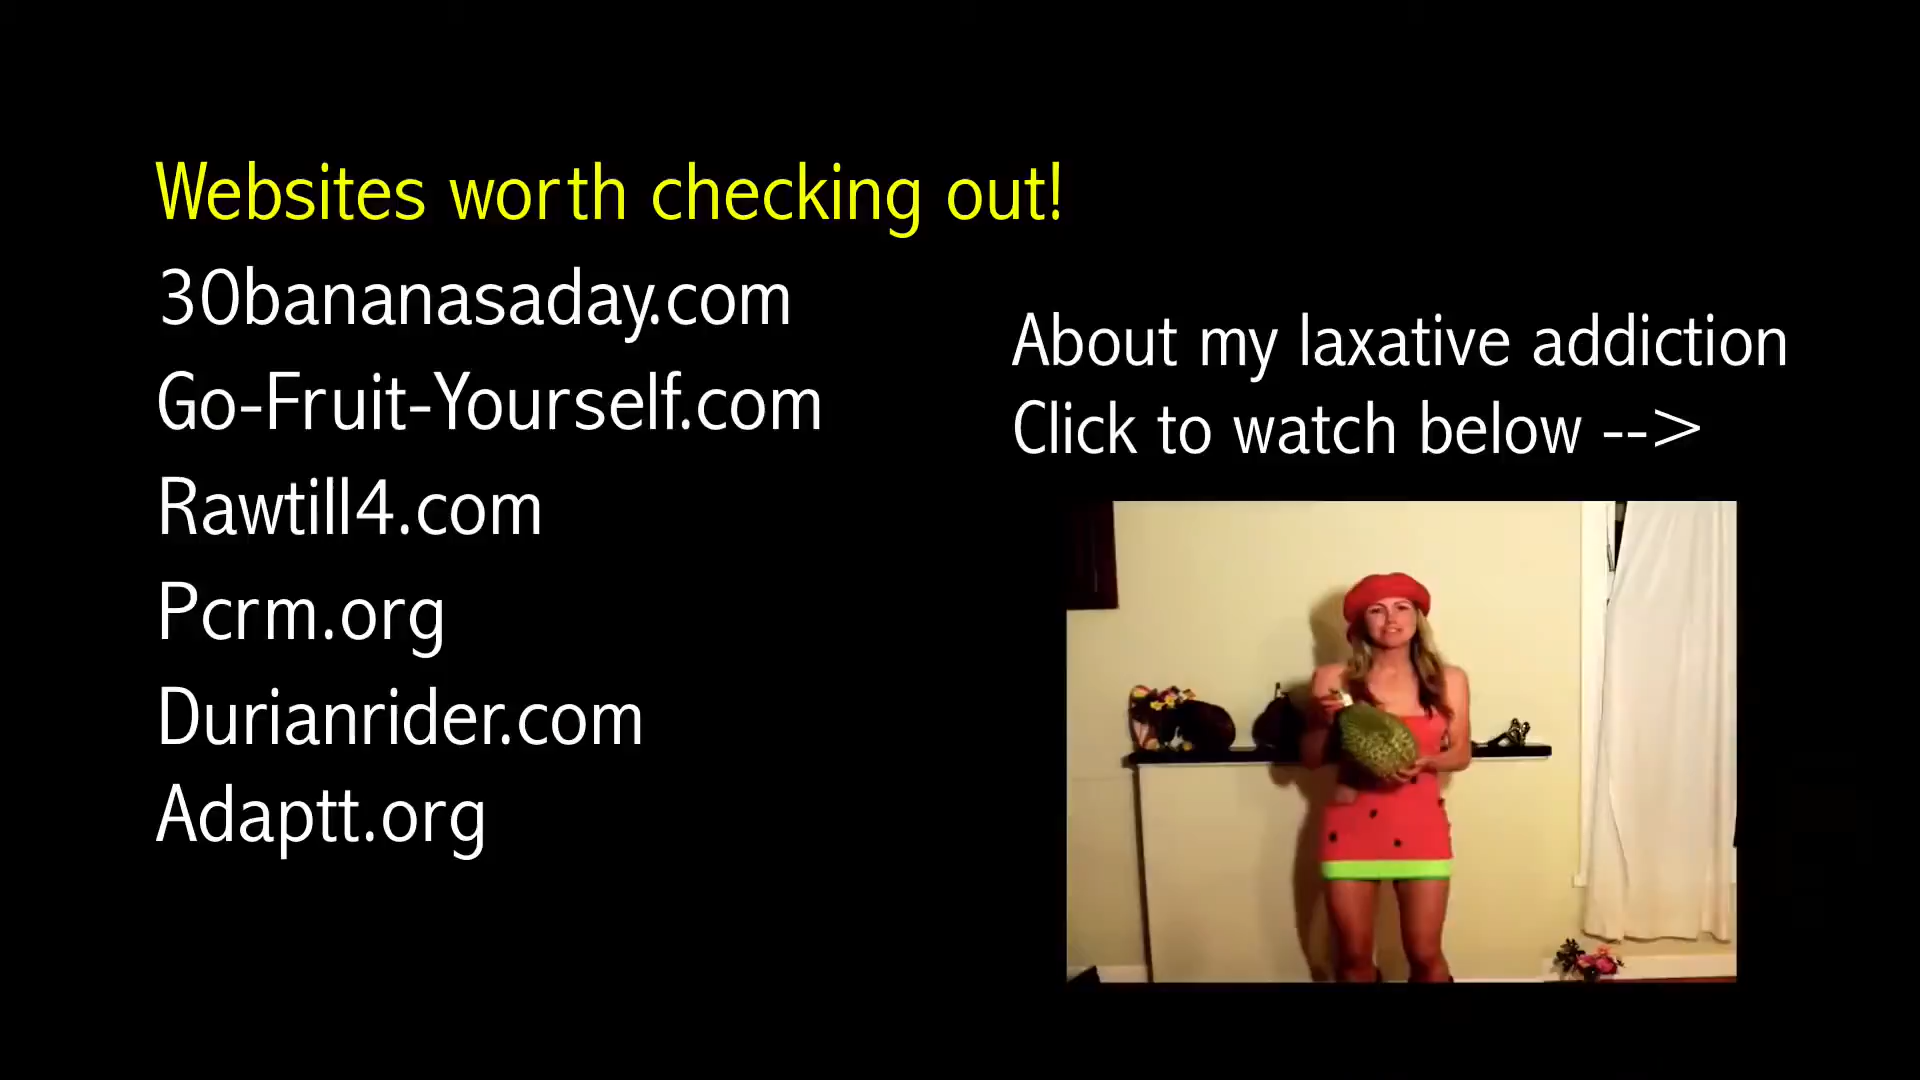 Websites worth checking out!
30bananasaday.com
Go-Fruit-Yourself.com
Rawtill4.com
Pcrm.org
Durianrider.com
Adaptt.org
About my laxative addiction
Click to watch below -->